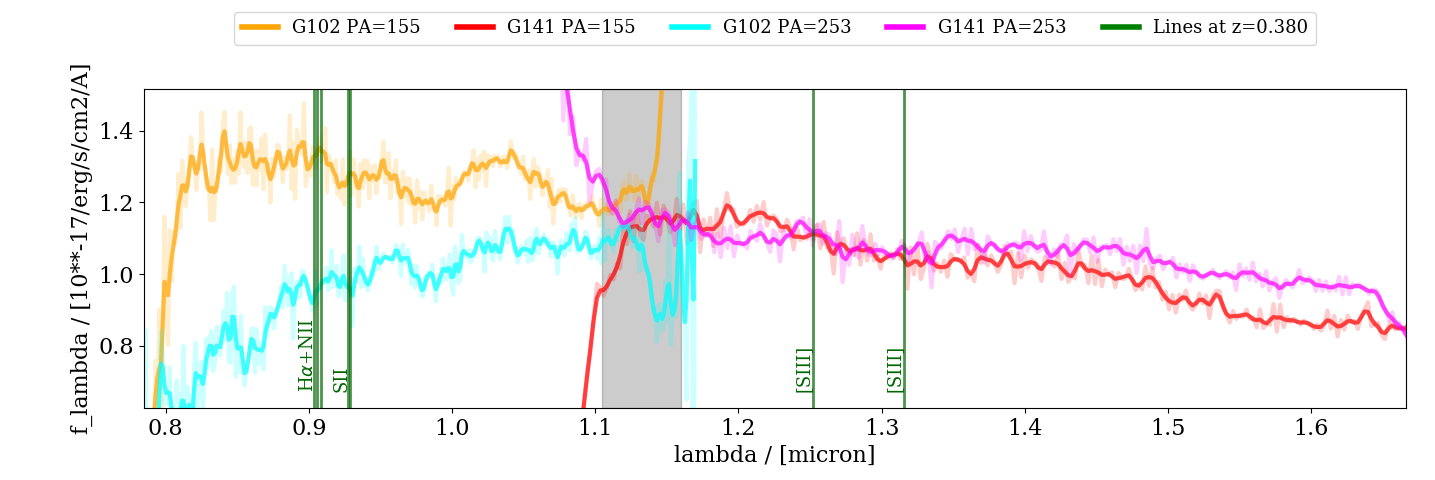 G102 PA=155
G141 PA=155
G102 PA=253
G141 PA=253
Lines at z=0.380
f_lambda / [10**-17/erg/s/cm2/A]
1.4
1.2
1.0
0.8
Hα+NII
SII
[SIII]
[SIII]
0.8
0.9
1.0
1.1
1.2
1.3
1.4
1.5
1.6
lambda / [micron]